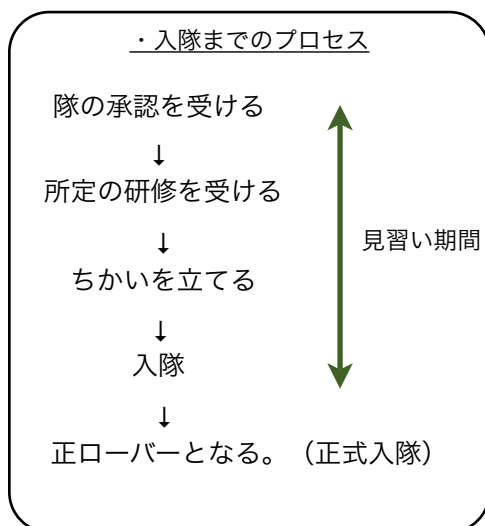 ・入隊までのプロセス
隊の承認を受ける
↓
所定の研修を受ける
↓
見習い期間
ちかいを立てる
↓
入隊
↓
正ローバーとなる。（正式入隊）